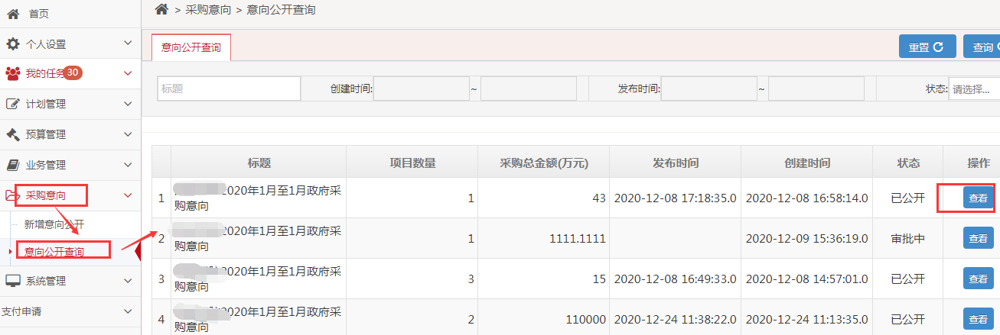 首页
个人设置
我的任务 30
计划管理
预算管理
业务管理
采购意向
新增意向公开
意向公开查询
系统管理
支付申请
> 采购意向 > 意向公开查询
意向公开查询
重置
查询
标题 创建时间: ~ 发布时间: ~ 状态: 请选择...
标题 项目数量 采购总金额(万元) 发布时间 创建时间 状态 操作
1 2020年1月至1月政府采
购意向 1 43 2020-12-08 17:18:35.0 2020-12-08 16:58:14.0 已公开 查看
2 2020年1月至1月政府采
购意向 1 1111.1111 2020-12-09 15:36:19.0 审批中 查看
3 2020年1月至1月政府采
购意向 3 15 2020-12-08 16:49:33.0 2020-12-08 14:57:01.0 已公开 查看
4 2020年1月至1月政府采
购意向 2 110000 2020-12-24 11:38:22.0 2020-12-24 11:13:35.0 已公开 查看